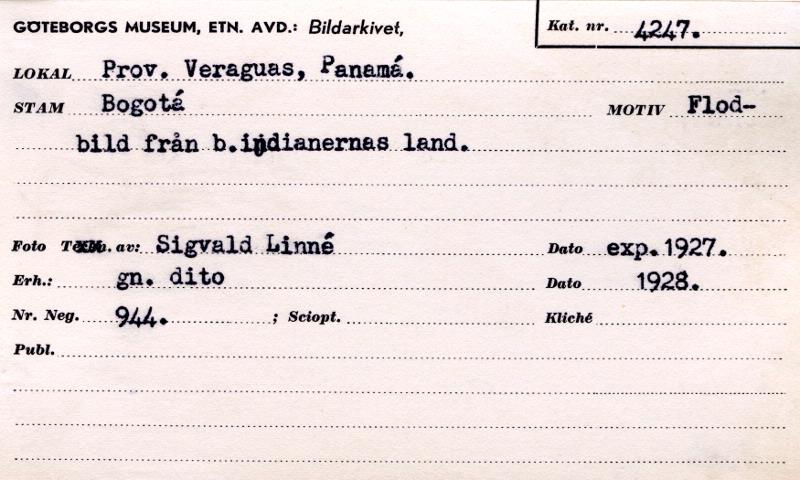 GÖTEBORGS MUSEUM, ETN. AVD.: Bildarkivet, Kat. nr. 4247.
LOKAL Prov. Veraguas, Panamá.
STAM Bogotá MOTIV Flod-
bild från b.indianernas land.
Foto av: Sigvald Linné Dato exp. 1927.
Erh.: gn. dito Dato 1928.
Nr. Neg. 944. ; Sciopt. Kliché
Publ.